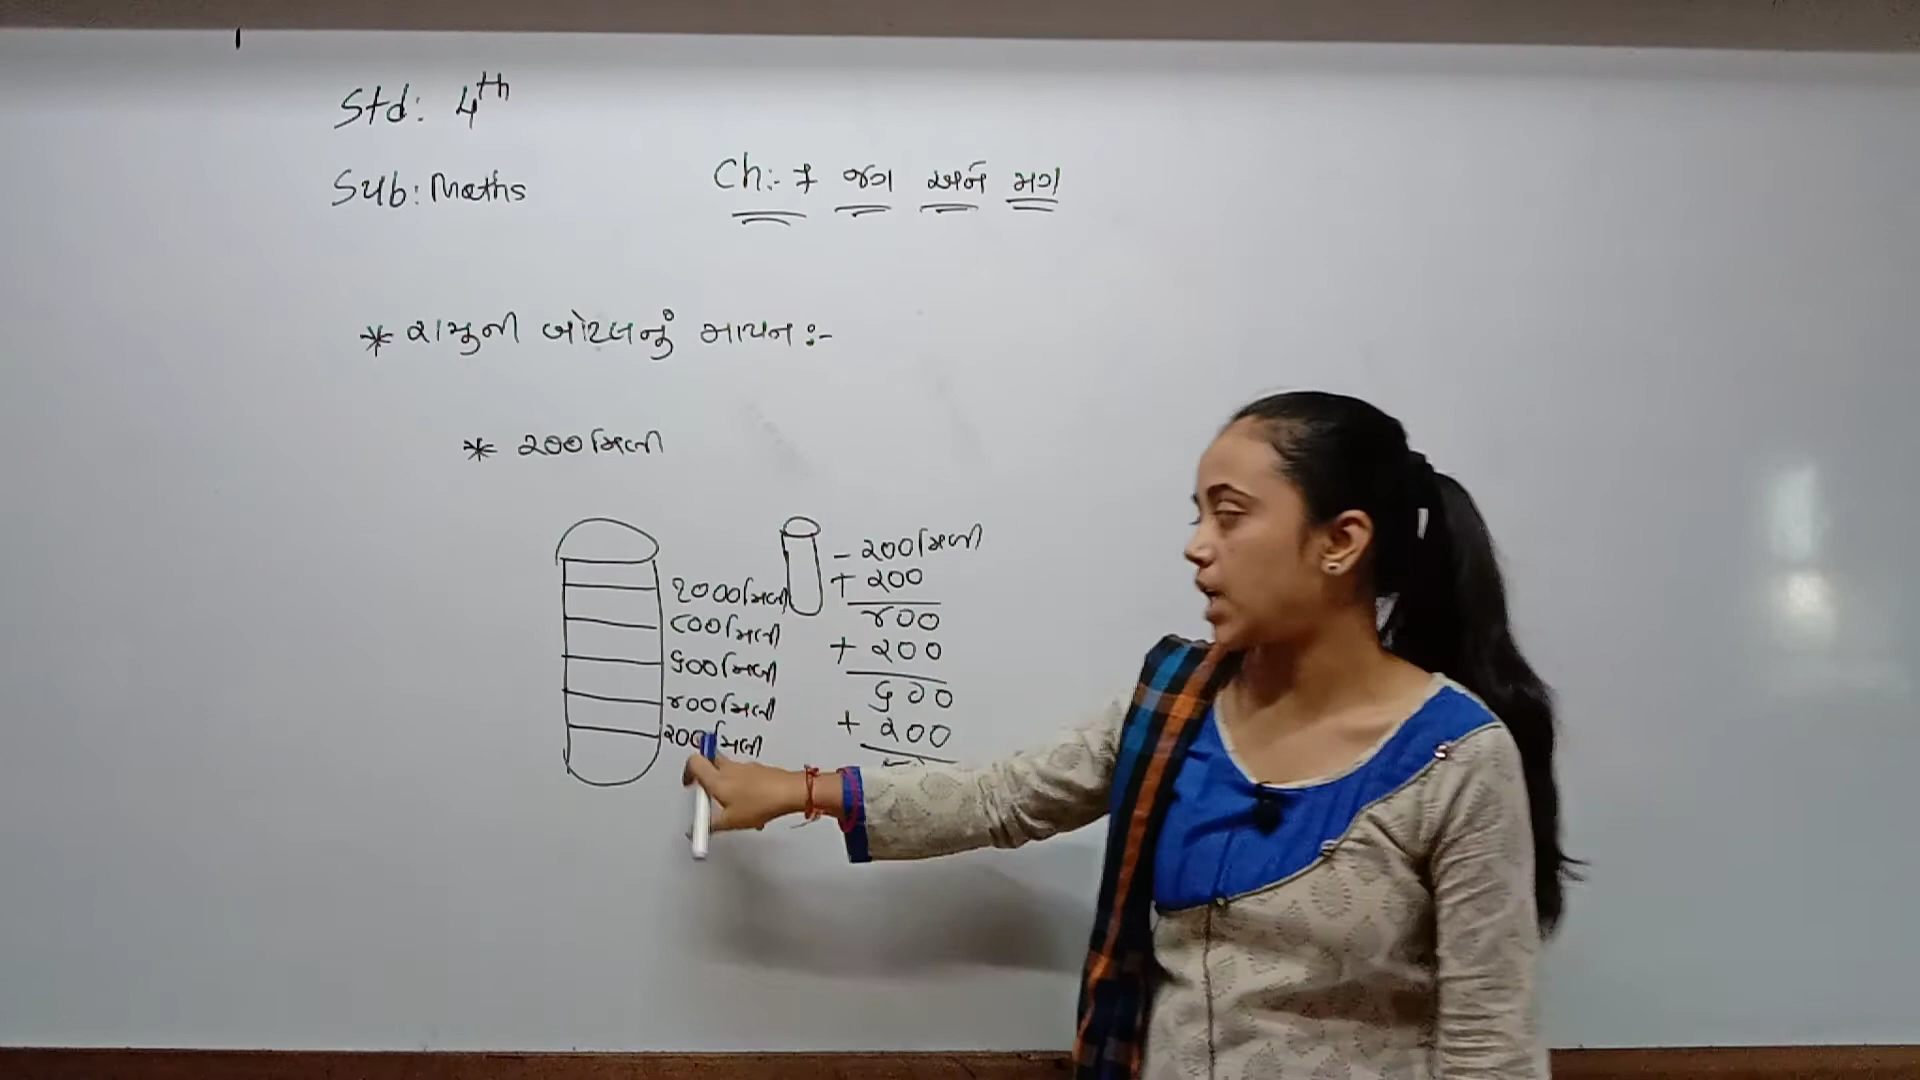 Std: 4th
Sub: Maths
Ch:- 7 જગ અને મગ
* રામુની બોટલનું માપન :-
* ૨૦૦ મિલી
૧૦૦૦ મિલી
૮૦૦ મિલી
૬૦૦ મિલી
૪૦૦ મિલી
૨૦૦ મિલી
- ૨૦૦ મિલી
+ ૨૦૦
૪૦૦
+ ૨૦૦
૬૦૦
+ ૨૦૦